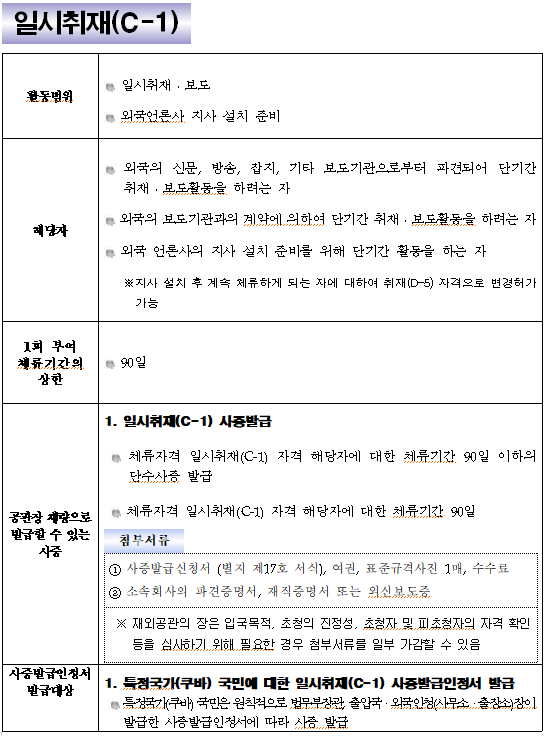 일시취재(C-1)
활동범위
일시취재·보도
외국언론사 지사 설치 준비
해당자
외국의 신문, 방송, 잡지, 기타 보도기관으로부터 파견되어 단기간
취재·보도활동을 하려는 자
외국의 보도기관과의 계약에 의하여 단기간 취재·보도활동을 하려는 자
외국 언론사의 지사 설치 준비를 위해 단기간 활동을 하는 자
※지사 설치 후 계속 체류하게 되는 자에 대하여 취재(D-5) 자격으로 변경허가
가능
1회 부여
체류기간의
상한
90일
공관장 재량으로
발급할 수 있는
사증
1. 일시취재(C-1) 사증발급
체류자격 일시취재(C-1) 자격 해당자에 대한 체류기간 90일 이하의
단수사증 발급
체류자격 일시취재(C-1) 자격 해당자에 대한 체류기간 90일
첨부서류
① 사증발급신청서 (별지 제17호 서식), 여권, 표준규격사진 1매, 수수료
② 소속회사의 파견증명서, 재직증명서 또는 외신보도증
※ 재외공관의 장은 입국목적, 초청의 진정성, 초청자 및 피초청자의 자격 확인
등을 심사하기 위해 필요한 경우 첨부서류를 일부 가감할 수 있음
사증발급인정서
발급대상
1. 특정국가(쿠바) 국민에 대한 일시취재(C-1) 사증발급인정서 발급
특정국가(쿠바) 국민은 원칙적으로 법무부장관, 출입국·외국인청(사무소·출장소)장이
발급한 사증발급인정서에 따라 사증 발급